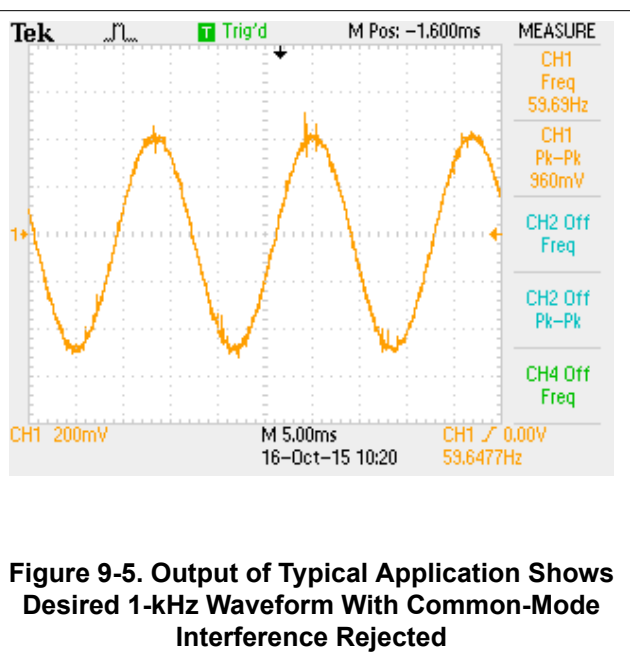 Tek T Trig'd M Pos: -1.600ms MEASURE
CH1
Freq
59.69Hz
CH1
Pk-Pk
960mV
CH2 Off
Freq
CH2 Off
Pk-Pk
CH4 Off
Freq
1
CH1 200mV M 5.00ms CH1 0.00V
16-Oct-15 10:20 59.6477Hz
Figure 9-5. Output of Typical Application Shows
Desired 1-kHz Waveform With Common-Mode
Interference Rejected